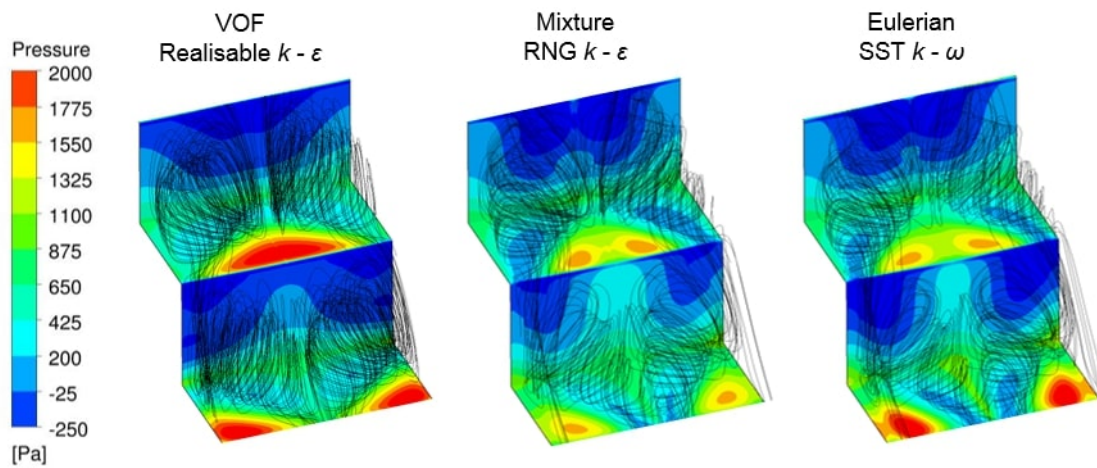 VOF
Realisable k - ε
Mixture
RNG k - ε
Eulerian
SST k - ω
Pressure
2000
1775
1550
1325
1100
875
650
425
200
-25
-250
[Pa]